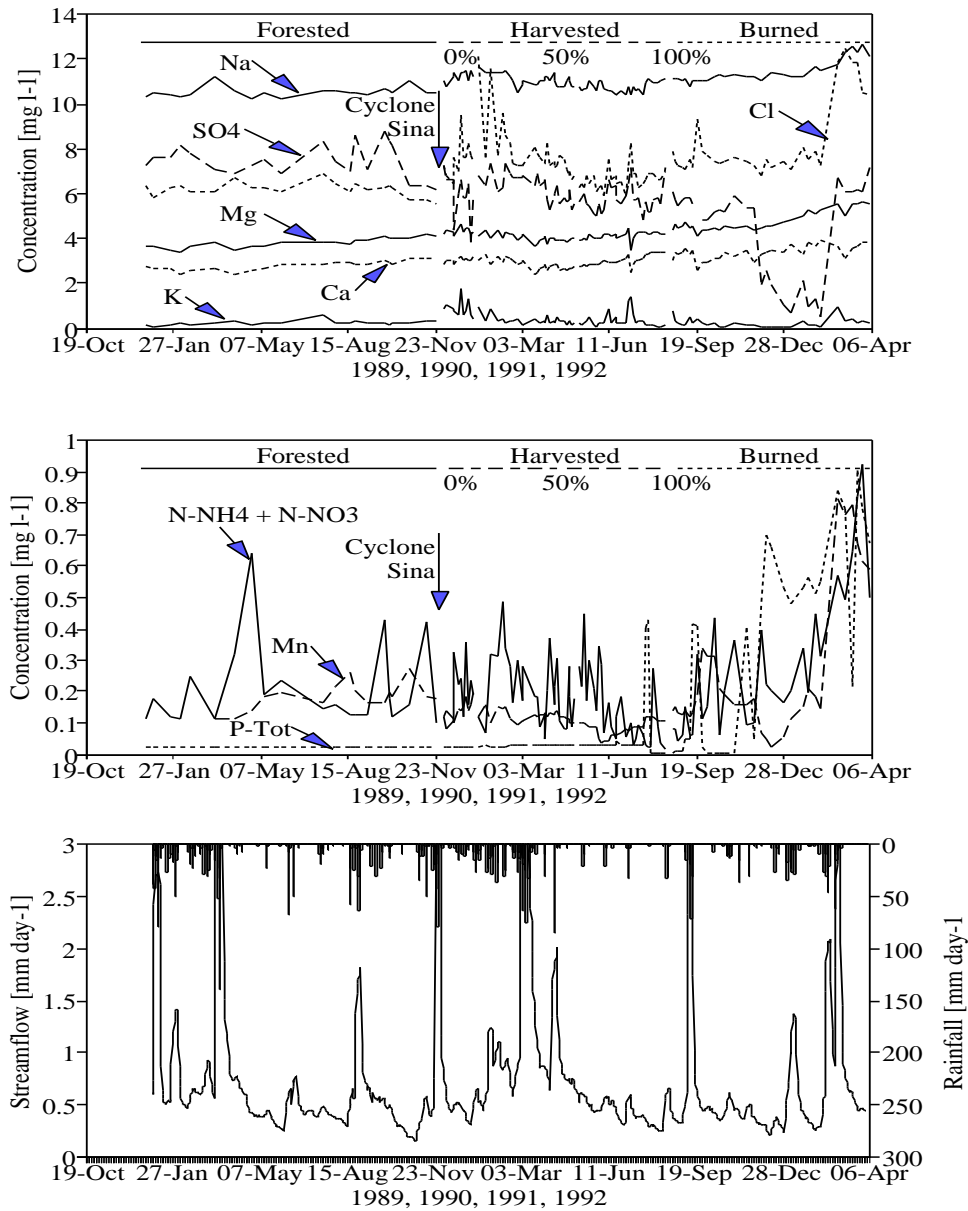 14
12
10
8
6
4
2
0
Concentration [mg l-1]
Forested
Harvested
Burned
0%
50%
100%
Na
Cyclone
Sina
SO4
Cl
Mg
Ca
K
19-Oct 27-Jan 07-May 15-Aug 23-Nov 03-Mar 11-Jun 19-Sep 28-Dec 06-Apr
1989, 1990, 1991, 1992
1
0.9
0.8
0.7
0.6
0.5
0.4
0.3
0.2
0.1
0
Concentration [mg l-1]
Forested
Harvested
Burned
0%
50%
100%
N-NH4 + N-NO3
Cyclone
Sina
Mn
P-Tot
19-Oct 27-Jan 07-May 15-Aug 23-Nov 03-Mar 11-Jun 19-Sep 28-Dec 06-Apr
1989, 1990, 1991, 1992
3
2.5
2
1.5
1
0.5
0
Streamflow [mm day-1]
0
50
100
150
200
250
300
Rainfall [mm day-1
19-Oct 27-Jan 07-May 15-Aug 23-Nov 03-Mar 11-Jun 19-Sep 28-Dec 06-Apr
1989, 1990, 1991, 1992